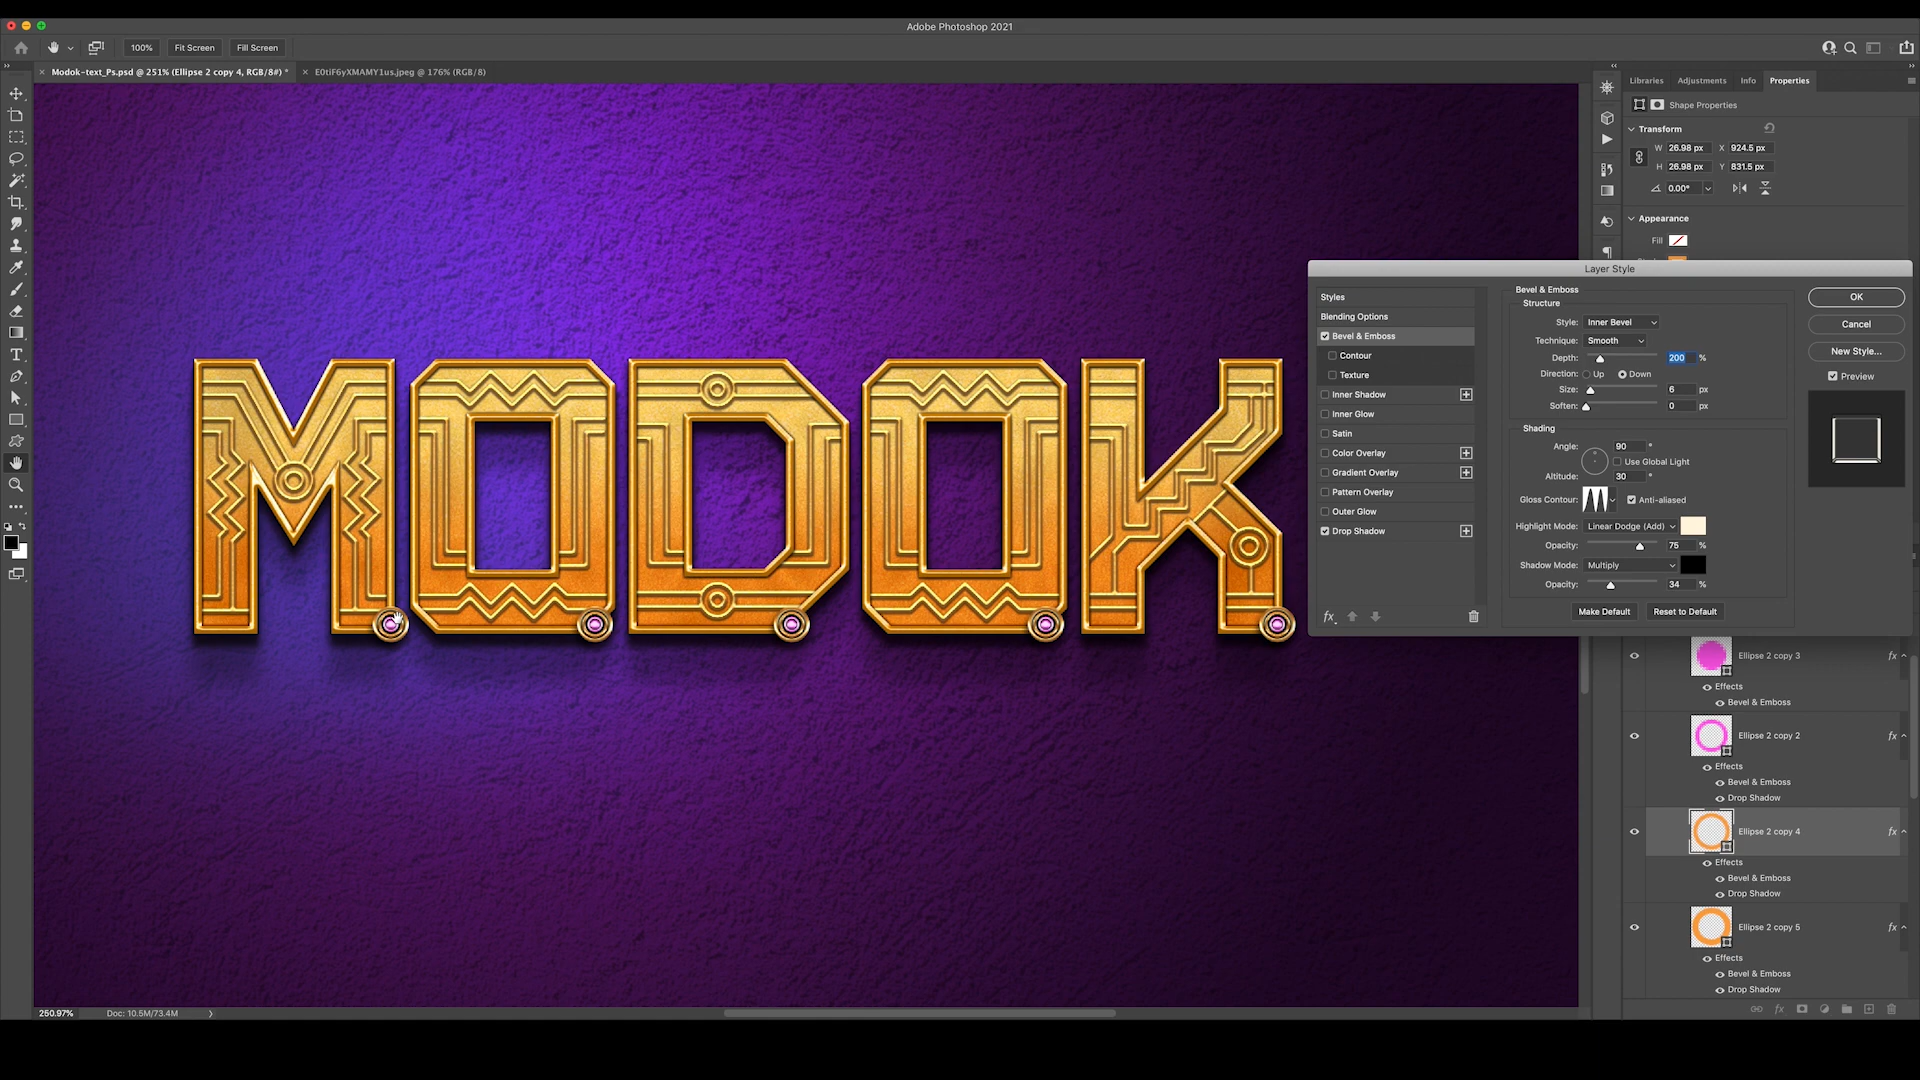 Adobe Photoshop 2021
100%
Fit Screen
Fill Screen
Modok-text_Ps.psd @ 251% (Ellipse 2 copy 4, RGB/8#) *
E0tiF6yXMAMY1us.jpeg @ 176% (RGB/8)
Libraries
Adjustments
Info
Properties
Shape Properties
Transform
W 26.98 px X 924.5 px
H 26.98 px Y 831.5 px
0.00°
Appearance
Fill
MODOK
Layer Style
Styles
Blending Options
Bevel & Emboss
Contour
Texture
Inner Shadow
Inner Glow
Satin
Color Overlay
Gradient Overlay
Pattern Overlay
Outer Glow
Drop Shadow
fx
Bevel & Emboss
Structure
Style: Inner Bevel
Technique: Smooth
Depth: 200 %
Direction: Up Down
Size: 6 px
Soften: 0 px
Shading
Angle: 90 °
Use Global Light
Altitude: 30 °
Gloss Contour: Anti-aliased
Highlight Mode: Linear Dodge (Add)
Opacity: 75 %
Shadow Mode: Multiply
Opacity: 34 %
Make Default
Reset to Default
OK
Cancel
New Style...
Preview
Ellipse 2 copy 3 fx
Effects
Bevel & Emboss
Ellipse 2 copy 2 fx
Effects
Bevel & Emboss
Drop Shadow
Ellipse 2 copy 4 fx
Effects
Bevel & Emboss
Drop Shadow
Ellipse 2 copy 5 fx
Effects
Bevel & Emboss
Drop Shadow
fx
250.97%
Doc: 10.5M/73.4M